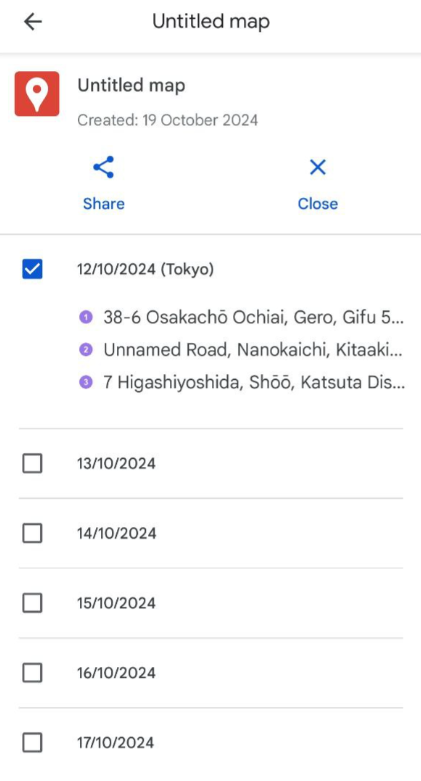 Untitled map
Untitled map
Created: 19 October 2024
Share
Close
12/10/2024 (Tokyo)
1 38-6 Osakachō Ochiai, Gero, Gifu 5...
2 Unnamed Road, Nanokaichi, Kitaaki...
3 7 Higashiyoshida, Shōō, Katsuta Dis...
13/10/2024
14/10/2024
15/10/2024
16/10/2024
17/10/2024